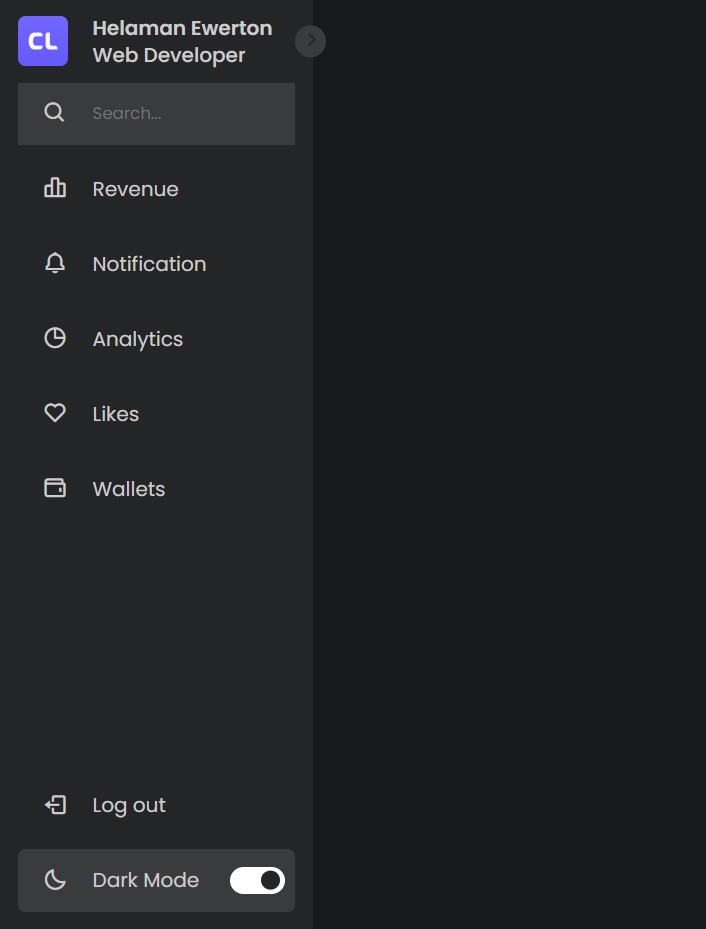 CL
Helaman Ewerton
Web Developer
Search...
Revenue
Notification
Analytics
Likes
Wallets
Log out
Dark Mode